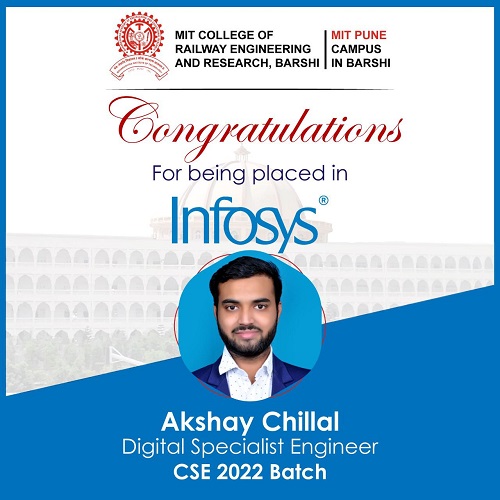 MIT COLLEGE OF
RAILWAY ENGINEERING
AND RESEARCH, BARSHI
MIT PUNE
CAMPUS
IN BARSHI
Congratulations
For being placed in
Infosys®
Akshay Chillal
Digital Specialist Engineer
CSE 2022 Batch